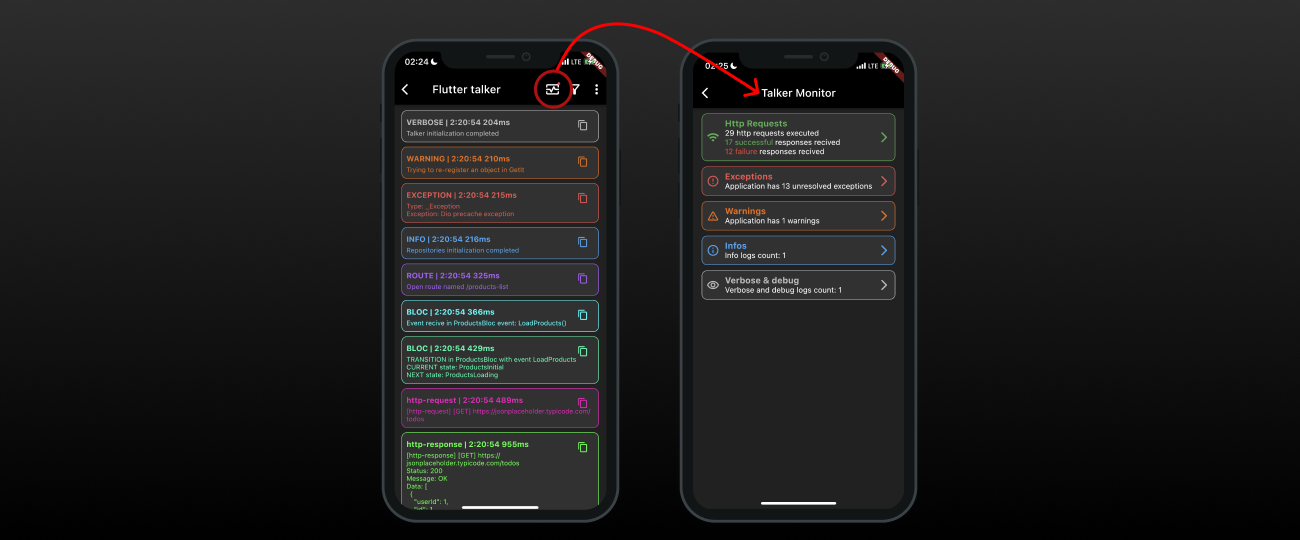 02:24
LTE
DEBUG
Flutter talker
VERBOSE | 2:20:54 204ms
Talker initialization completed
WARNING | 2:20:54 210ms
Trying to re-register an object in GetIt
EXCEPTION | 2:20:54 215ms
Type: _Exception
Exception: Dio precache exception
INFO | 2:20:54 216ms
Repositories initialization completed
ROUTE | 2:20:54 325ms
Open route named /products-list
BLOC | 2:20:54 366ms
Event recive in ProductsBloc event: LoadProducts()
BLOC | 2:20:54 429ms
TRANSITION in ProductsBloc with event LoadProducts
CURRENT state: ProductsInitial
NEXT state: ProductsLoading
http-request | 2:20:54 489ms
[http-request] [GET] https://jsonplaceholder.typicode.com/
todos
http-response | 2:20:54 955ms
[http-response] [GET] https://
jsonplaceholder.typicode.com/todos
Status: 200
Message: OK
Data: [
{
"userId": 1,
"id": 1,
02:25
LTE
DEBUG
Talker Monitor
Http Requests
29 http requests executed
17 successful responses recived
12 failure responses recived
Exceptions
Application has 13 unresolved exceptions
Warnings
Application has 1 warnings
Infos
Info logs count: 1
Verbose & debug
Verbose and debug logs count: 1